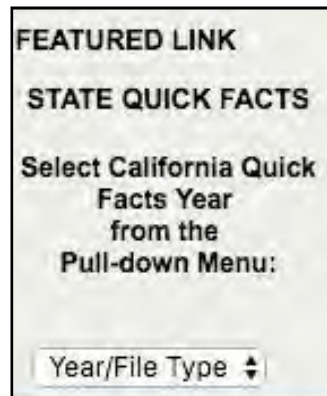 FEATURED LINK
STATE QUICK FACTS
Select California Quick
Facts Year
from the
Pull-down Menu:
Year/File Type